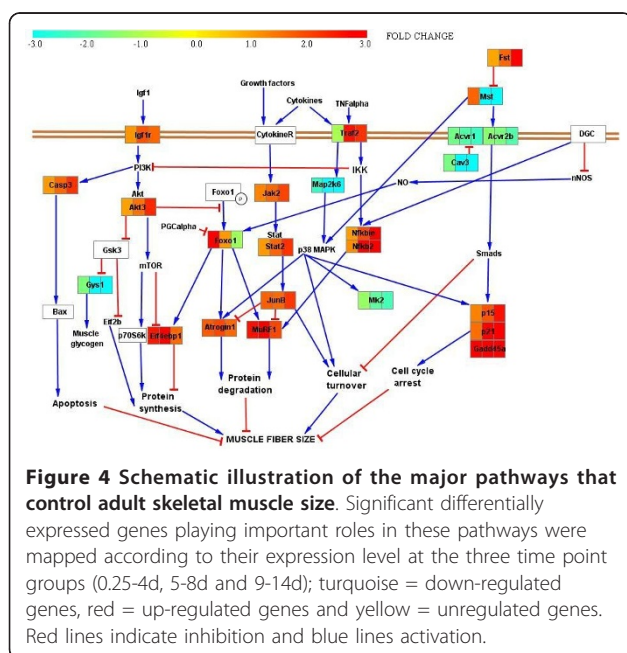 -3.0 -2.0 -1.0 0.0 1.0 2.0 3.0 FOLD CHANGE
Fst
Igf1
Growth factors
Cytokines
TNFalpha
Mst
Igf1r
CytokineR
Traf2
Acvr1
Acvr2b
DGC
Cav3
PI3K
IKK
Casp3
Akt
Akt3
Foxo1
P
Jak2
Map2k6
NO
nNOS
PGCalpha
Foxo1
Stat
Stat2
p38 MAPK
Nfkbie
Nfkb2
Gsk3
mTOR
Smads
Gys1
JunB
Mk2
p15
p21
Gadd45a
Bax
Muscle
glycogen
Eif2b
p70S6k
Eif4ebp1
Atrogin1
MuRF1
Apoptosis
Protein
synthesis
Protein
degradation
Cellular
turnover
Cell cycle
arrest
MUSCLE FIBER SIZE
Figure 4 Schematic illustration of the major pathways that
control adult skeletal muscle size. Significant differentially
expressed genes playing important roles in these pathways were
mapped according to their expression level at the three time point
groups (0.25-4d, 5-8d and 9-14d); turquoise = down-regulated
genes, red = up-regulated genes and yellow = unregulated genes.
Red lines indicate inhibition and blue lines activation.